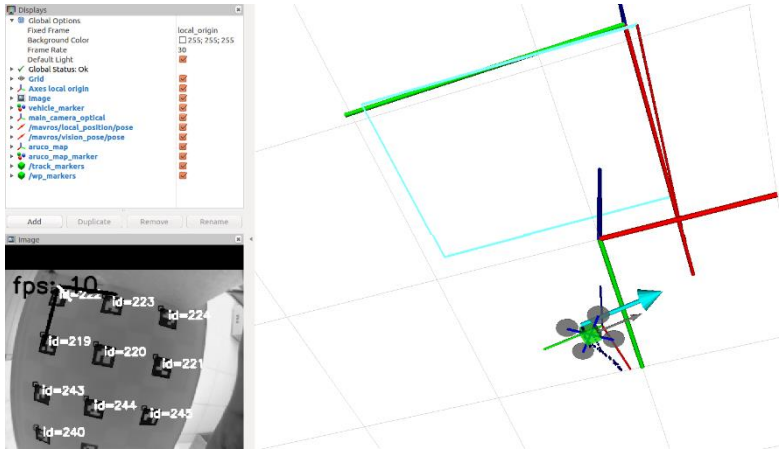 Displays
Global Options
Fixed Frame local_origin
Background Color 255; 255; 255
Frame Rate 30
Default Light
Global Status: Ok
Grid
Axes local origin
Image
vehicle_marker
main_camera_optical
/mavros/local_position/pose
/mavros/vision_pose/pose
aruco_map
aruco_map_marker
/track_markers
/wp_markers
Add Duplicate Remove Rename
Image
fps: 10
id=222 id=223
id=224
id=219 id=220
id=221
id=243
id=244 id=245
id=240